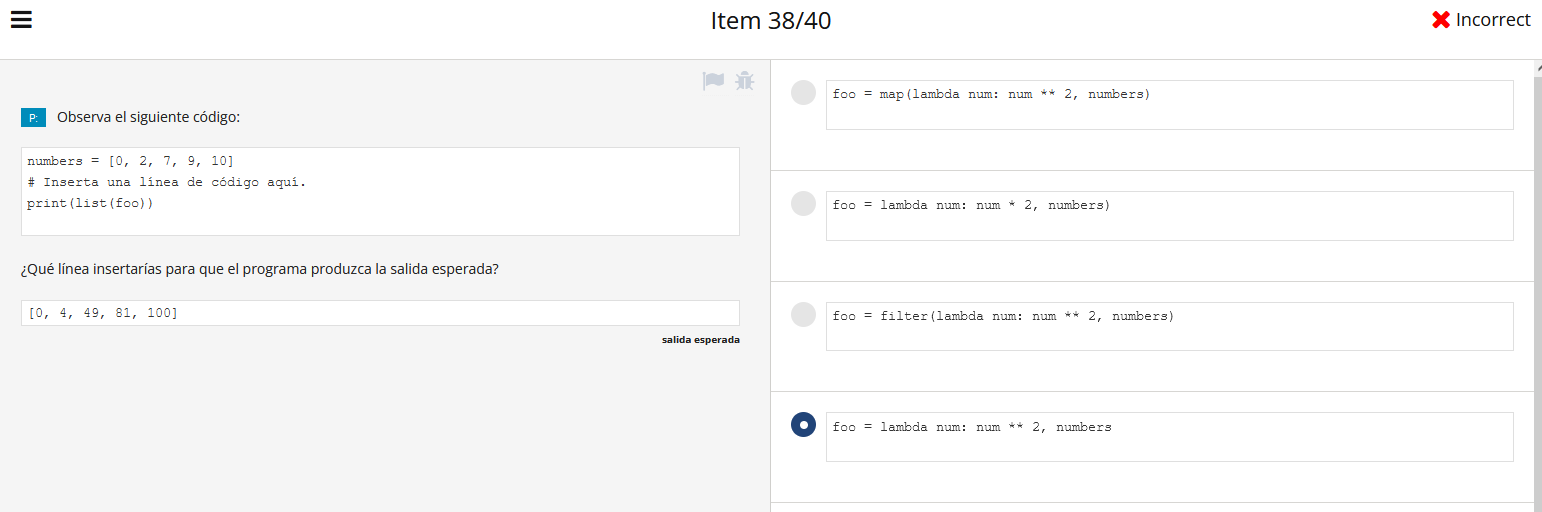 Item 38/40
Incorrect
P: Observa el siguiente código:
numbers = [0, 2, 7, 9, 10]
# Inserta una línea de código aquí.
print(list(foo))
¿Qué línea insertarías para que el programa produzca la salida esperada?
[0, 4, 49, 81, 100]
salida esperada
foo = map(lambda num: num ** 2, numbers)
foo = lambda num: num * 2, numbers)
foo = filter(lambda num: num ** 2, numbers)
foo = lambda num: num ** 2, numbers